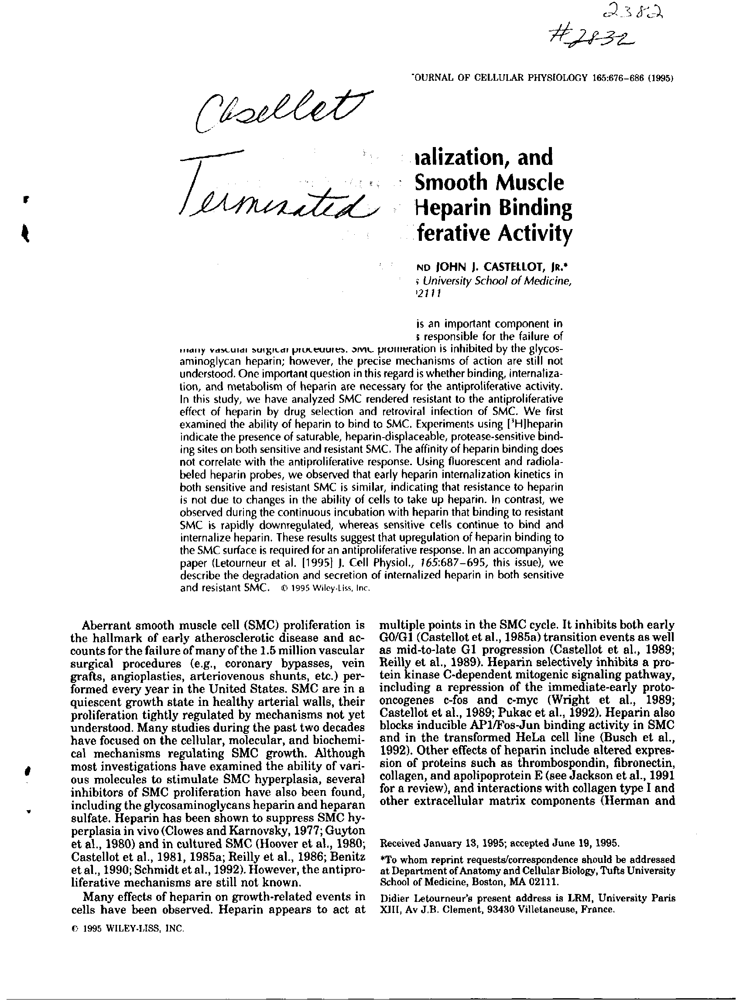 2382
#2832
OURNAL OF CELLULAR PHYSIOLOGY 165:676–686 (1995)
Terminated
alization, and
Smooth Muscle
Heparin Binding
ferative Activity
ND JOHN J. CASTELLOT, JR.*
s University School of Medicine,
2111
is an important component in
s responsible for the failure of
many vascular surgical procedures. SMC proliferation is inhibited by the glycos-
aminoglycan heparin; however, the precise mechanisms of action are still not
understood. One important question in this regard is whether binding, internaliza-
tion, and metabolism of heparin are necessary for the antiproliferative activity.
In this study, we have analyzed SMC rendered resistant to the antiproliferative
effect of heparin by drug selection and retroviral infection of SMC. We first
examined the ability of heparin to bind to SMC. Experiments using [³H]heparin
indicate the presence of saturable, heparin-displaceable, protease-sensitive bind-
ing sites on both sensitive and resistant SMC. The affinity of heparin binding does
not correlate with the antiproliferative response. Using fluorescent and radiola-
beled heparin probes, we observed that early heparin internalization kinetics in
both sensitive and resistant SMC is similar, indicating that resistance to heparin
is not due to changes in the ability of cells to take up heparin. In contrast, we
observed during the continuous incubation with heparin that binding to resistant
SMC is rapidly downregulated, whereas sensitive cells continue to bind and
internalize heparin. These results suggest that upregulation of heparin binding to
the SMC surface is required for an antiproliferative response. In an accompanying
paper (Letourneur et al. [1995] J. Cell Physiol., 165:687–695, this issue), we
describe the degradation and secretion of internalized heparin in both sensitive
and resistant SMC. © 1995 Wiley-Liss, Inc.
Aberrant smooth muscle cell (SMC) proliferation is
the hallmark of early atherosclerotic disease and ac-
counts for the failure of many of the 1.5 million vascular
surgical procedures (e.g., coronary bypasses, vein
grafts, angioplasties, arteriovenous shunts, etc.) per-
formed every year in the United States. SMC are in a
quiescent growth state in healthy arterial walls, their
proliferation tightly regulated by mechanisms not yet
understood. Many studies during the past two decades
have focused on the cellular, molecular, and biochemi-
cal mechanisms regulating SMC growth. Although
most investigations have examined the ability of vari-
ous molecules to stimulate SMC hyperplasia, several
inhibitors of SMC proliferation have also been found,
including the glycosaminoglycans heparin and heparan
sulfate. Heparin has been shown to suppress SMC hy-
perplasia in vivo (Clowes and Karnovsky, 1977; Guyton
et al., 1980) and in cultured SMC (Hoover et al., 1980;
Castellot et al., 1981, 1985a; Reilly et al., 1986; Benitz
et al., 1990; Schmidt et al., 1992). However, the antipro-
liferative mechanisms are still not known.
Many effects of heparin on growth-related events in
cells have been observed. Heparin appears to act at
© 1995 WILEY-LISS, INC.
multiple points in the SMC cycle. It inhibits both early
G0/G1 (Castellot et al., 1985a) transition events as well
as mid-to-late G1 progression (Castellot et al., 1989;
Reilly et al., 1989). Heparin selectively inhibits a pro-
tein kinase C-dependent mitogenic signaling pathway,
including a repression of the immediate-early proto-
oncogenes c-fos and c-myc (Wright et al., 1989;
Castellot et al., 1989; Pukac et al., 1992). Heparin also
blocks inducible AP1/Fos-Jun binding activity in SMC
and in the transformed HeLa cell line (Busch et al.,
1992). Other effects of heparin include altered expres-
sion of proteins such as thrombospondin, fibronectin,
collagen, and apolipoprotein E (see Jackson et al., 1991
for a review), and interactions with collagen type I and
other extracellular matrix components (Herman and
Received January 13, 1995; accepted June 19, 1995.
*To whom reprint requests/correspondence should be addressed
at Department of Anatomy and Cellular Biology, Tufts University
School of Medicine, Boston, MA 02111.
Didier Letourneur's present address is LRM, University Paris
XIII, Av J.B. Clement, 93430 Villetaneuse, France.